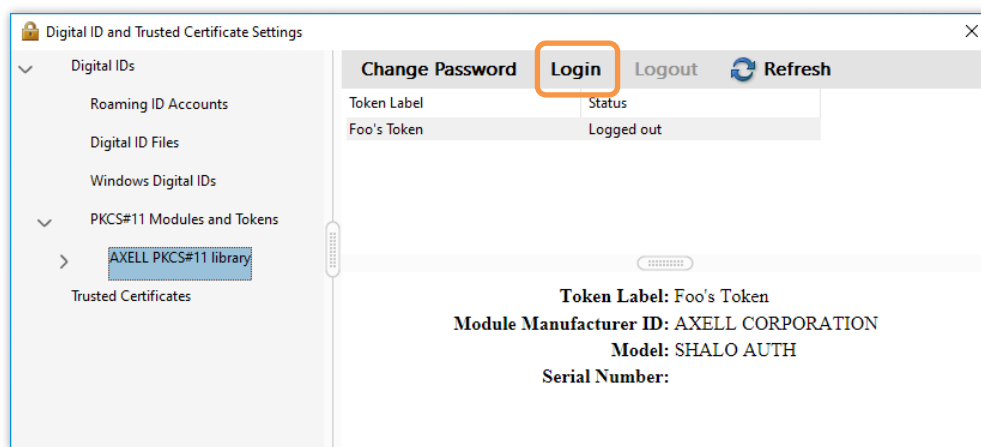 Digital ID and Trusted Certificate Settings
Digital IDs
Roaming ID Accounts
Digital ID Files
Windows Digital IDs
PKCS#11 Modules and Tokens
AXELL PKCS#11 library
Trusted Certificates
Change Password Login Logout Refresh
Token Label Status
Foo's Token Logged out
Token Label: Foo's Token
Module Manufacturer ID: AXELL CORPORATION
Model: SHALO AUTH
Serial Number: